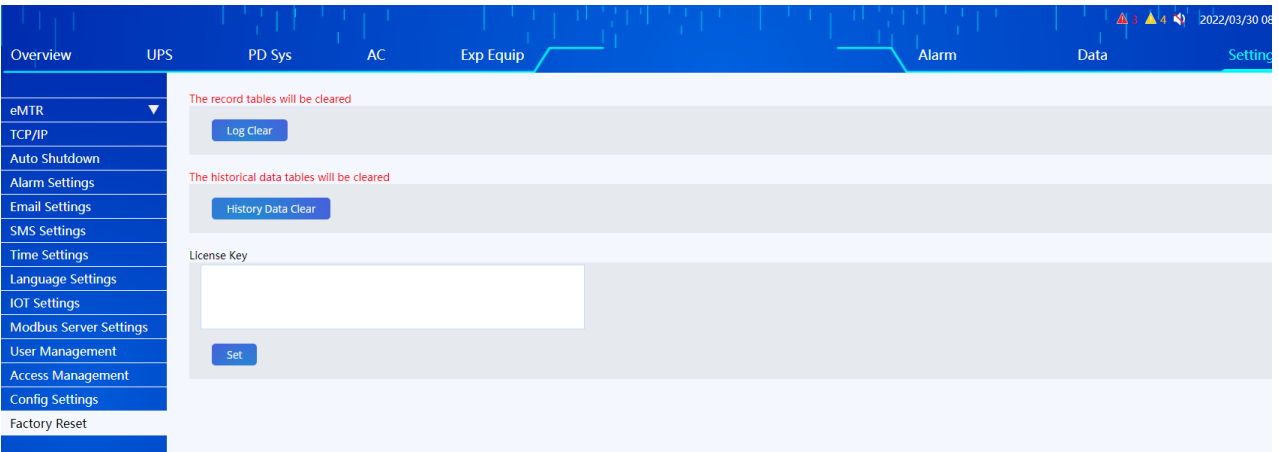 3 4 2022/03/30 08
Overview UPS PD Sys AC Exp Equip Alarm Data Setting
The record tables will be cleared
eMTR
Log Clear
TCP/IP
Auto Shutdown
Alarm Settings
The historical data tables will be cleared
Email Settings
History Data Clear
SMS Settings
Time Settings
License Key
Language Settings
IOT Settings
Modbus Server Settings
User Management
Set
Access Management
Config Settings
Factory Reset